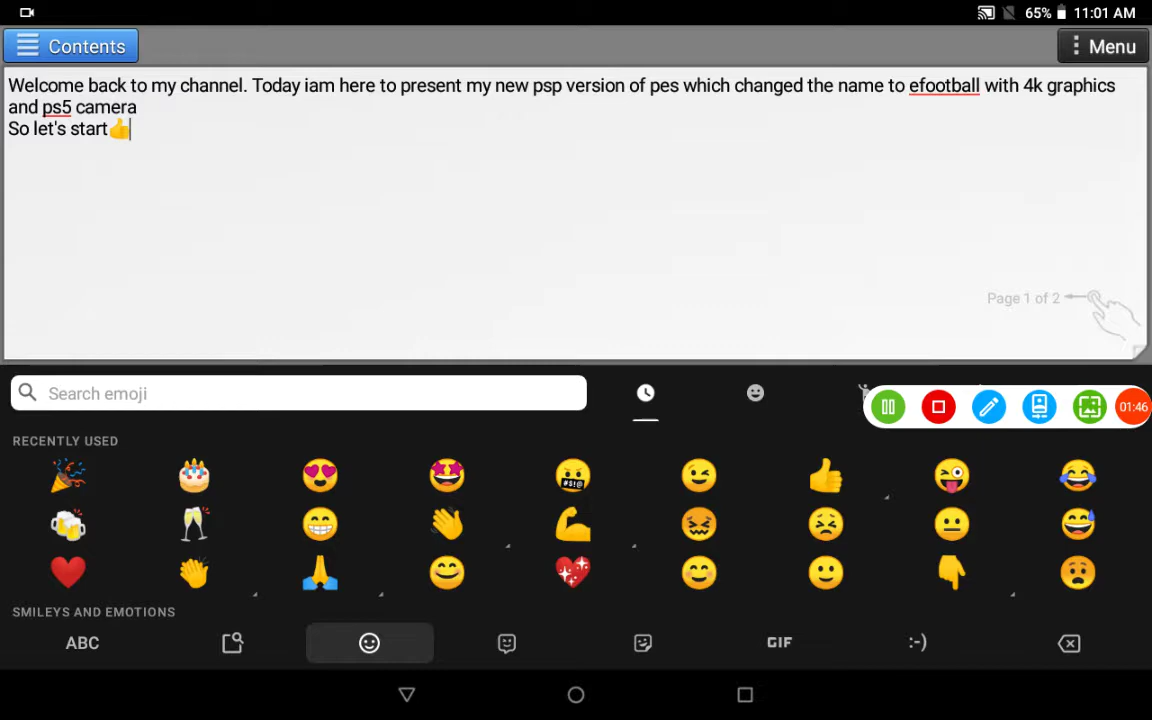 65% 11:01 AM
Contents
Menu
Welcome back to my channel. Today iam here to present my new psp version of pes which changed the name to efootball with 4k graphics
and ps5 camera
So let's start👍
Page 1 of 2
Search emoji
01:46
RECENTLY USED
#$!@
SMILEYS AND EMOTIONS
ABC
GIF
:-)